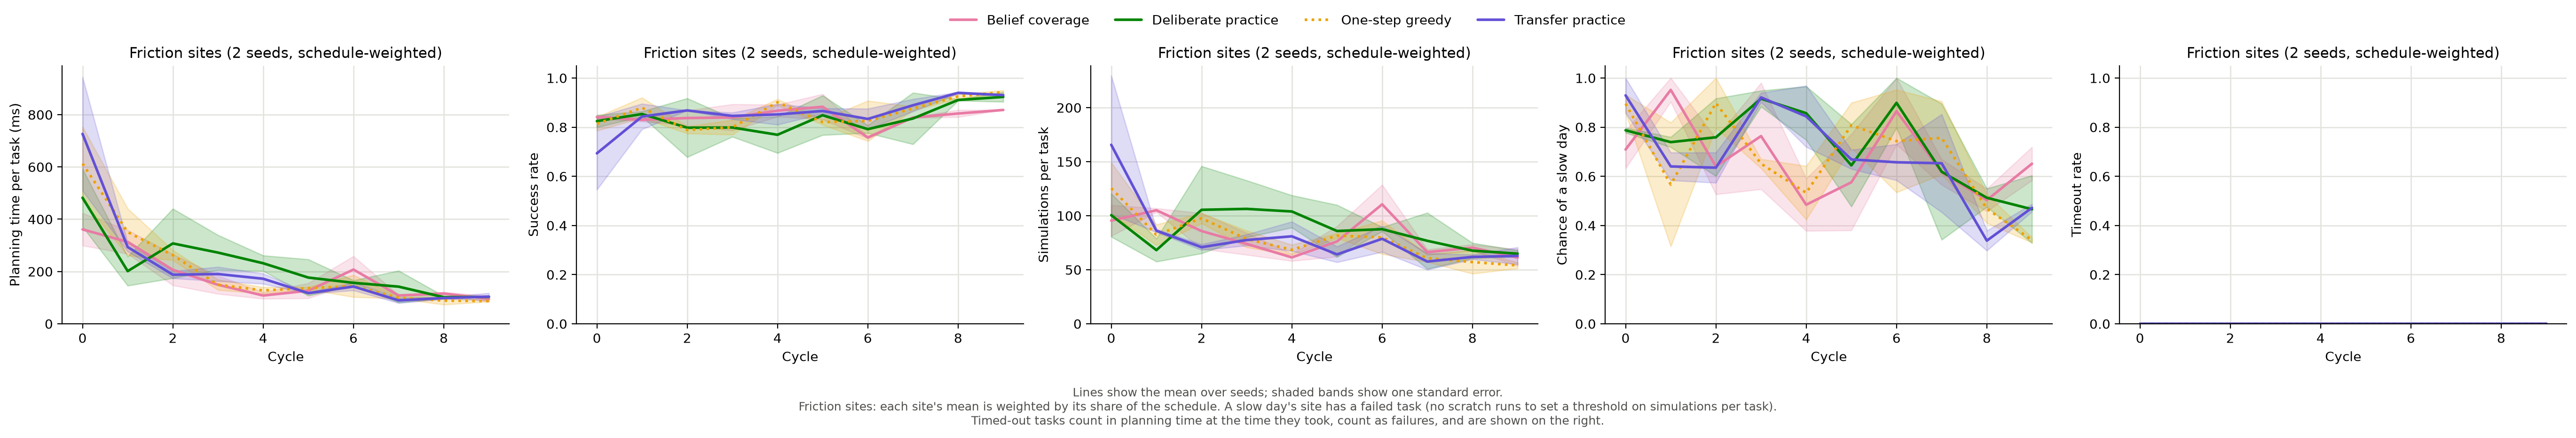 Belief coverage Deliberate practice One-step greedy Transfer practice
Friction sites (2 seeds, schedule-weighted)
Planning time per task (ms)
800
600
400
200
0
0 2 4 6 8
Cycle
Friction sites (2 seeds, schedule-weighted)
Success rate
1.0
0.8
0.6
0.4
0.2
0.0
0 2 4 6 8
Cycle
Friction sites (2 seeds, schedule-weighted)
Simulations per task
200
150
100
50
0
0 2 4 6 8
Cycle
Friction sites (2 seeds, schedule-weighted)
Chance of a slow day
1.0
0.8
0.6
0.4
0.2
0.0
0 2 4 6 8
Cycle
Friction sites (2 seeds, schedule-weighted)
Timeout rate
1.0
0.8
0.6
0.4
0.2
0.0
0 2 4 6 8
Cycle
Lines show the mean over seeds; shaded bands show one standard error.
Friction sites: each site's mean is weighted by its share of the schedule. A slow day's site has a failed task (no scratch runs to set a threshold on simulations per task).
Timed-out tasks count in planning time at the time they took, count as failures, and are shown on the right.